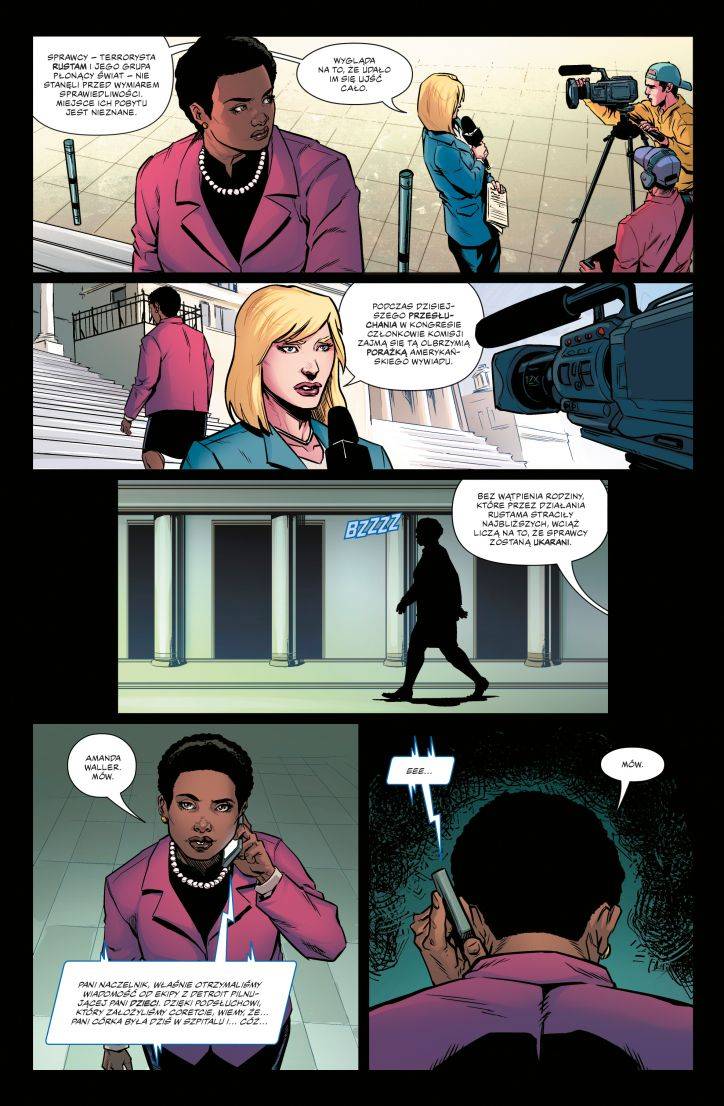 SPRAWCY – TERRORYSTA
RUSTAM I JEGO GRUPA
PŁONĄCY ŚWIAT – NIE
STANĘLI PRZED WYMIAREM
SPRAWIEDLIWOŚCI.
MIEJSCE ICH POBYTU
JEST NIEZNANE.
WYGLĄDA
NA TO, ŻE UDAŁO
IM SIĘ UJŚĆ
CAŁO.
PODCZAS DZISIEJ-
SZEGO PRZESŁU-
CHANIA W KONGRESIE
CZŁONKOWIE KOMISJI
ZAJMĄ SIĘ TĄ OLBRZYMIĄ
PORAŻKĄ AMERYKAŃ-
SKIEGO WYWIADU.
17X
BZZZZ
BEZ WĄTPIENIA RODZINY,
KTÓRE PRZEZ DZIAŁANIA
RUSTAMA STRACIŁY
NAJBLIŻSZYCH, WCIĄŻ
LICZĄ NA TO, ŻE SPRAWCY
ZOSTANĄ UKARANI.
AMANDA
WALLER.
MÓW.
PANI NACZELNIK, WŁAŚNIE OTRZYMALIŚMY
WIADOMOŚĆ OD EKIPY Z DETROIT PILNU-
JĄCEJ PANI DZIECI. DZIĘKI PODSŁUCHOWI,
KTÓRY ZAŁOŻYLIŚMY CORETCIE, WIEMY, ŻE...
PANI CÓRKA BYŁA DZIŚ W SZPITALU I... CÓŻ...
EEE...
MÓW.